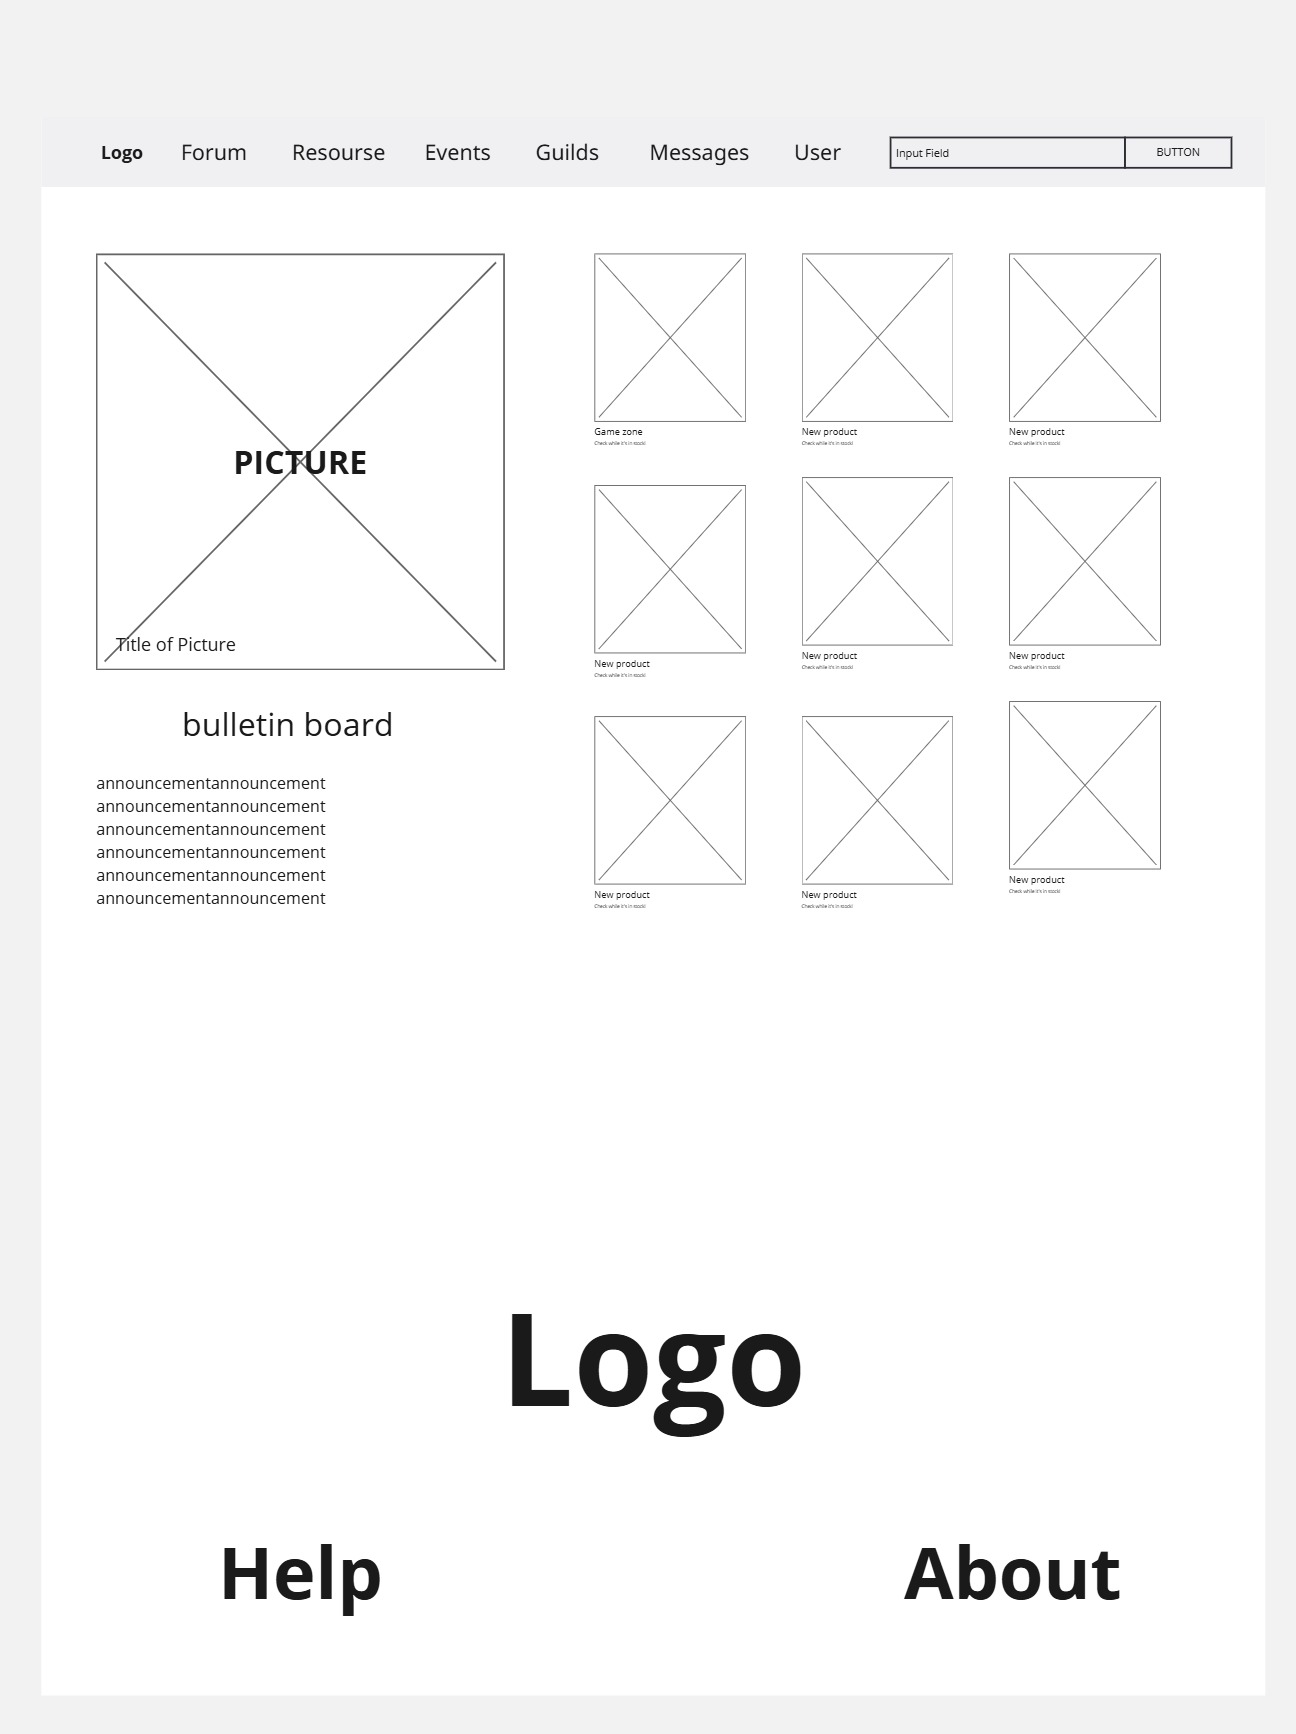 Logo Forum Resourse Events Guilds Messages User Input Field BUTTON
PICTURE
Title of Picture
bulletin board
announcementannouncement
announcementannouncement
announcementannouncement
announcementannouncement
announcementannouncement
announcementannouncement
Game zone
Check while it's in stock!
New product
Check while it's in stock!
New product
Check while it's in stock!
New product
Check while it's in stock!
New product
Check while it's in stock!
New product
Check while it's in stock!
New product
Check while it's in stock!
New product
Check while it's in stock!
New product
Check while it's in stock!
Logo
Help
About